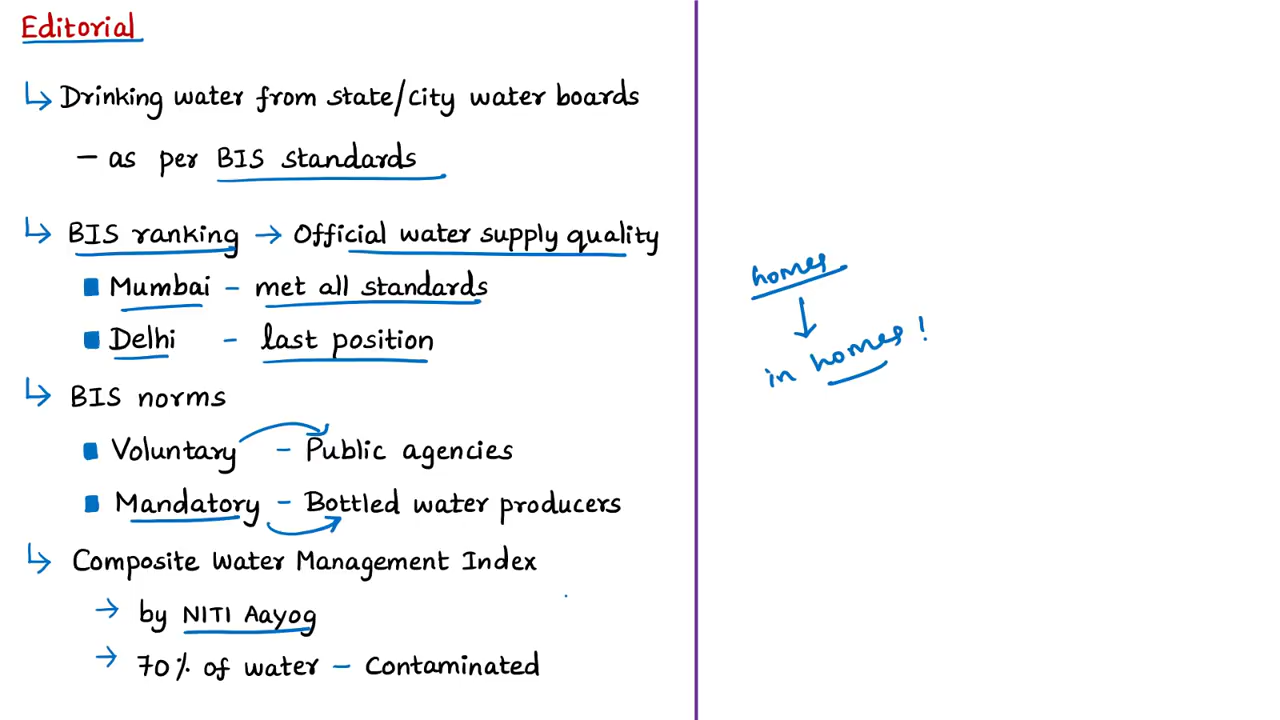 Editorial
↳ Drinking water from state/city water boards
- as per BIS standards
↳ BIS ranking → Official water supply quality
■ Mumbai - met all standards
■ Delhi - last position
↳ BIS norms
■ Voluntary - Public agencies
■ Mandatory - Bottled water producers
↳ Composite Water Management Index
→ by NITI Aayog
→ 70% of water - Contaminated
homes
↓
in homes!